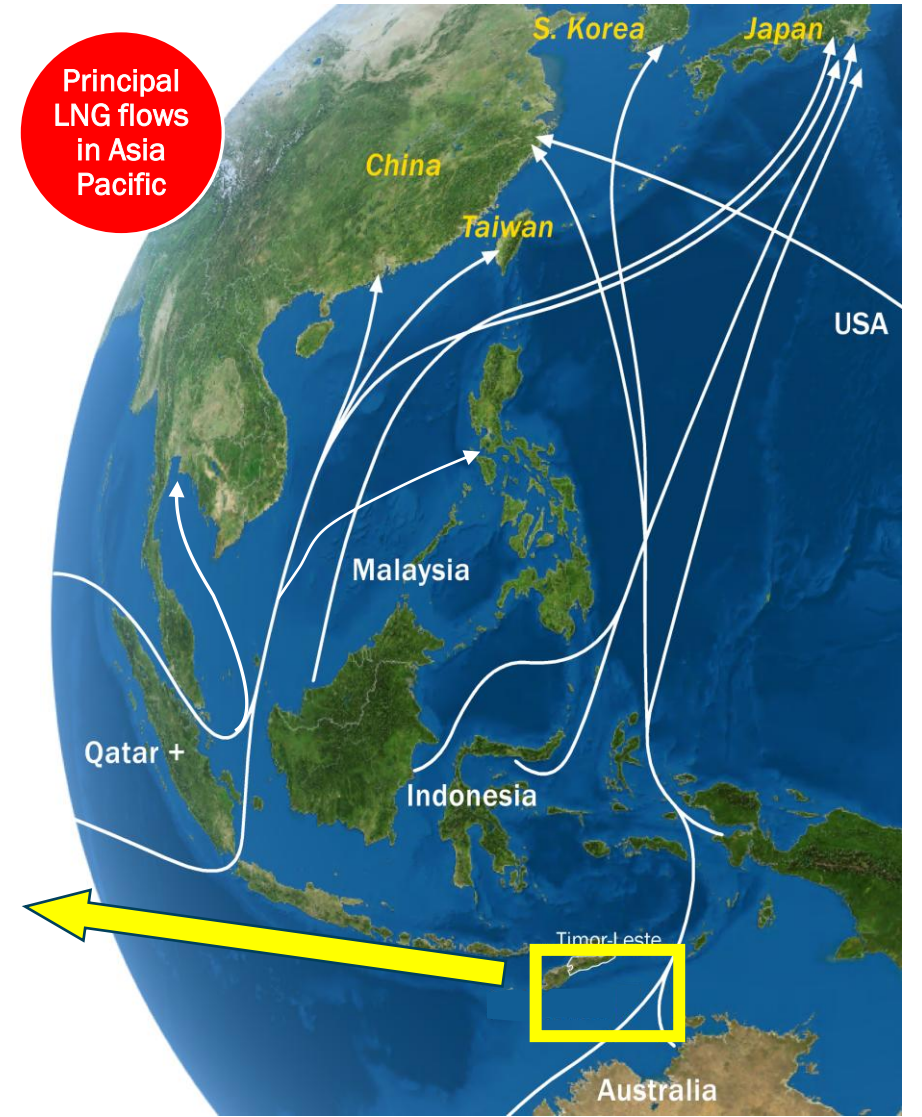 Principal
LNG flows
in Asia
Pacific
S. Korea
Japan
China
Taiwan
USA
Malaysia
Qatar +
Indonesia
Timor-Leste
Australia